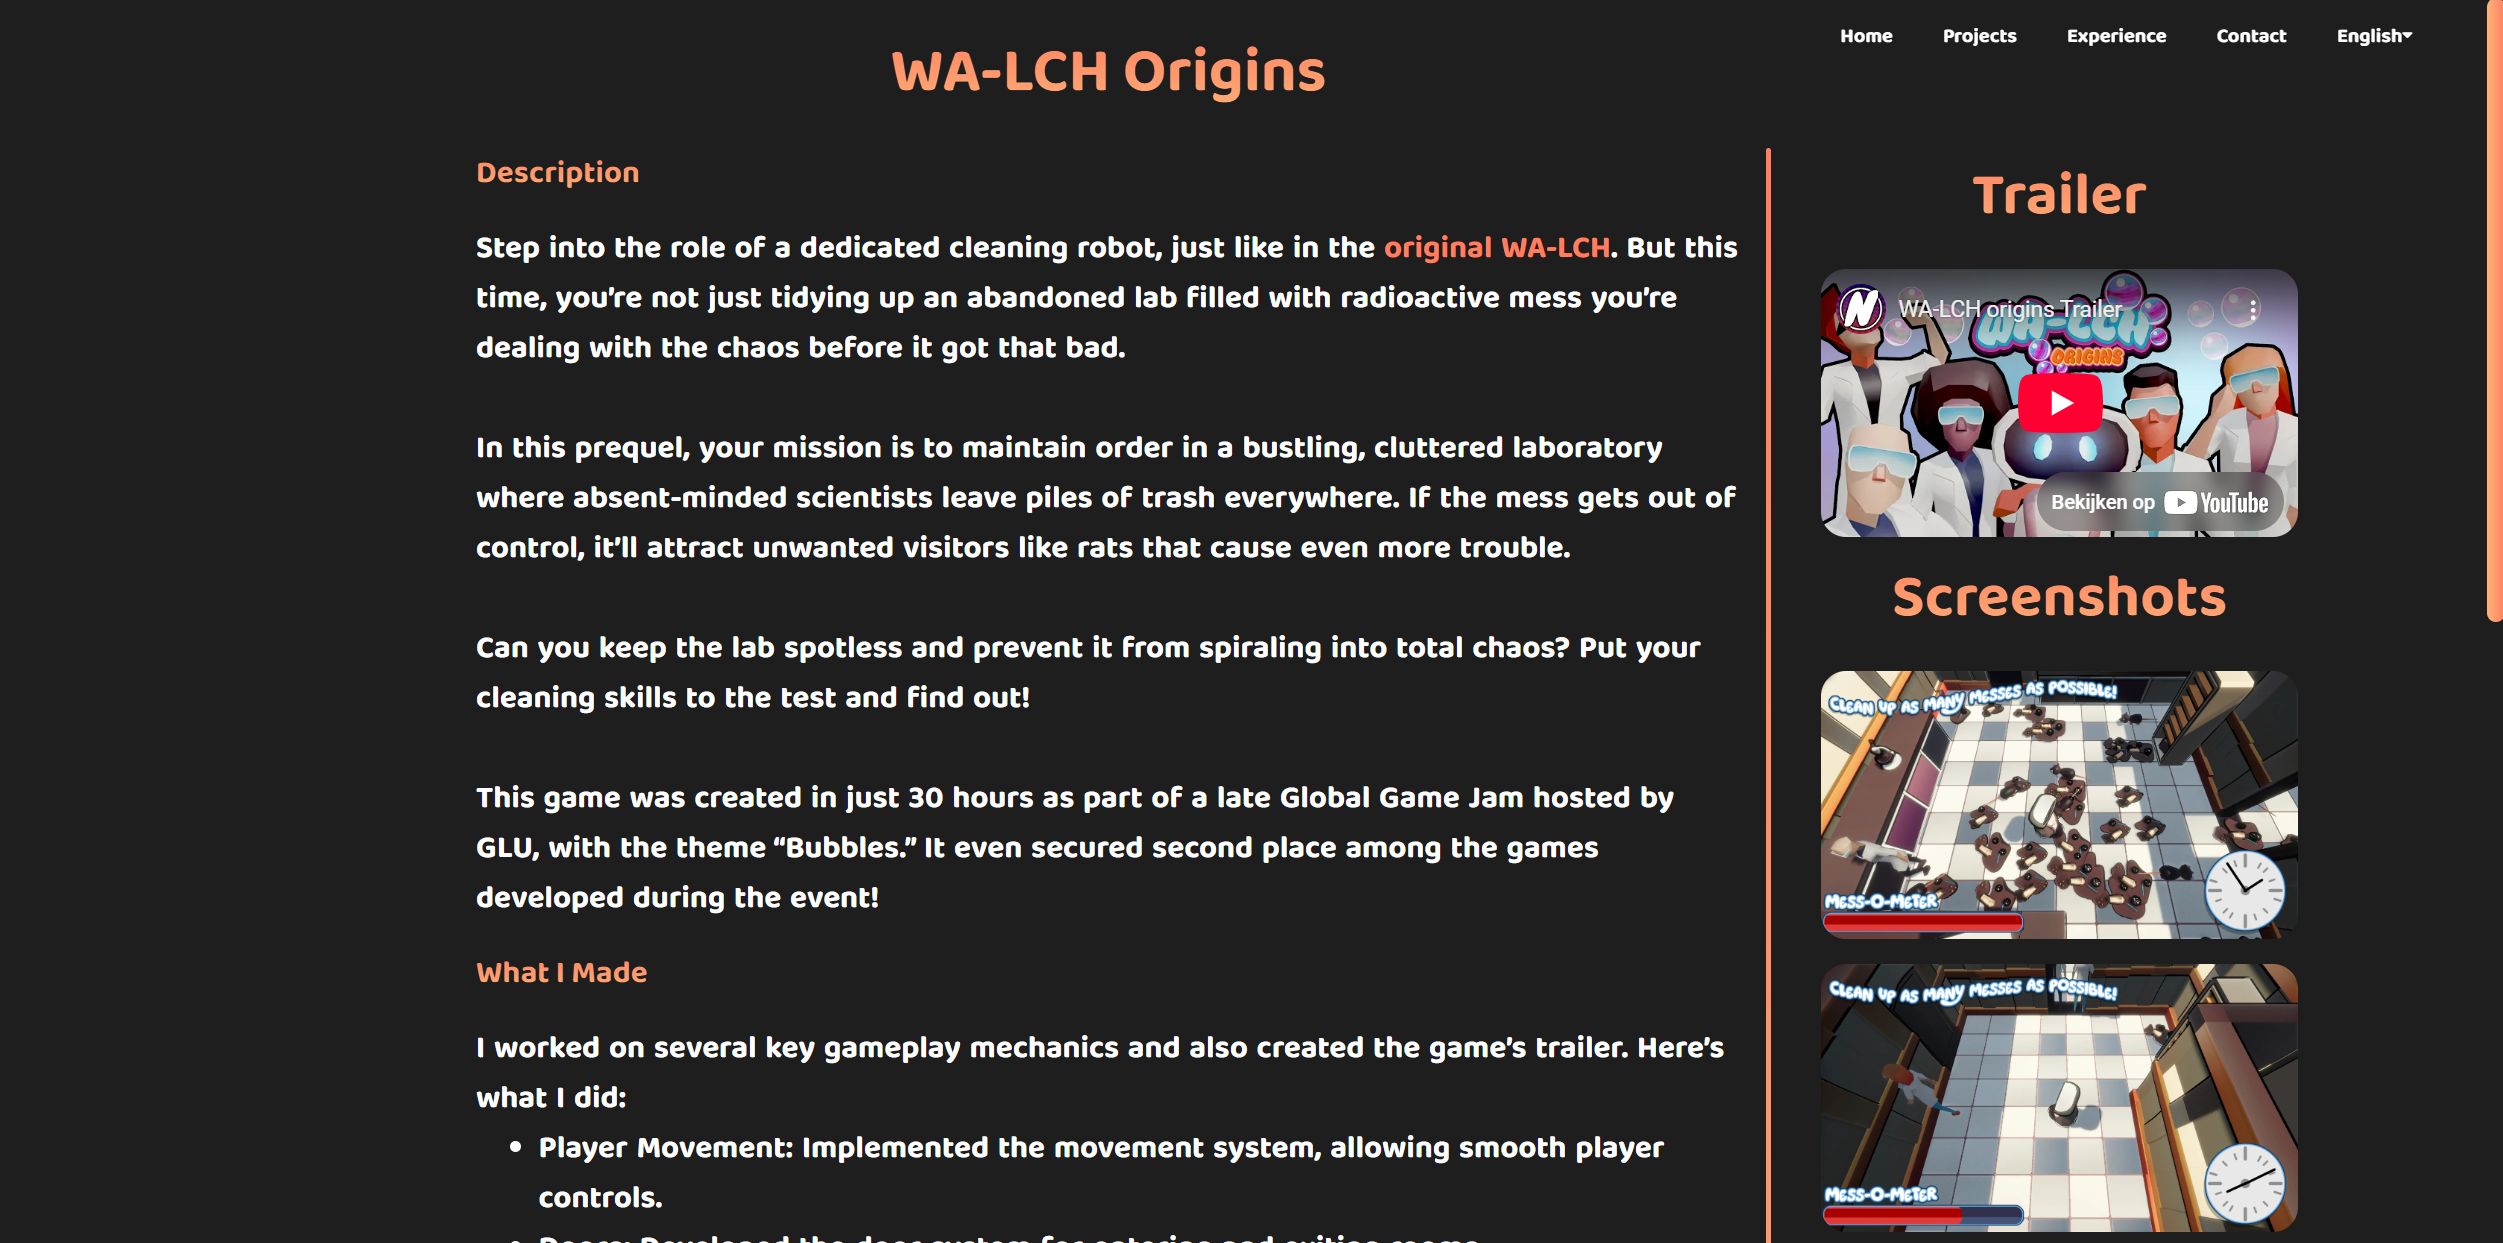 Home Projects Experience Contact English
WA-LCH Origins
Description
Step into the role of a dedicated cleaning robot, just like in the original WA-LCH. But this
time, you’re not just tidying up an abandoned lab filled with radioactive mess you’re
dealing with the chaos before it got that bad.
In this prequel, your mission is to maintain order in a bustling, cluttered laboratory
where absent-minded scientists leave piles of trash everywhere. If the mess gets out of
control, it’ll attract unwanted visitors like rats that cause even more trouble.
Can you keep the lab spotless and prevent it from spiraling into total chaos? Put your
cleaning skills to the test and find out!
This game was created in just 30 hours as part of a late Global Game Jam hosted by
GLU, with the theme “Bubbles.” It even secured second place among the games
developed during the event!
What I Made
I worked on several key gameplay mechanics and also created the game’s trailer. Here’s
what I did:
• Player Movement: Implemented the movement system, allowing smooth player
controls.
• Doors: Developed the door system for entering and exiting rooms.
Trailer
N
WA-LCH origins Trailer
WA-LCH
ORIGINS
Bekijken op YouTube
Screenshots
CLEAN UP AS MANY MESSES AS POSSIBLE!
MESS-O-METER
CLEAN UP AS MANY MESSES AS POSSIBLE!
MESS-O-METER